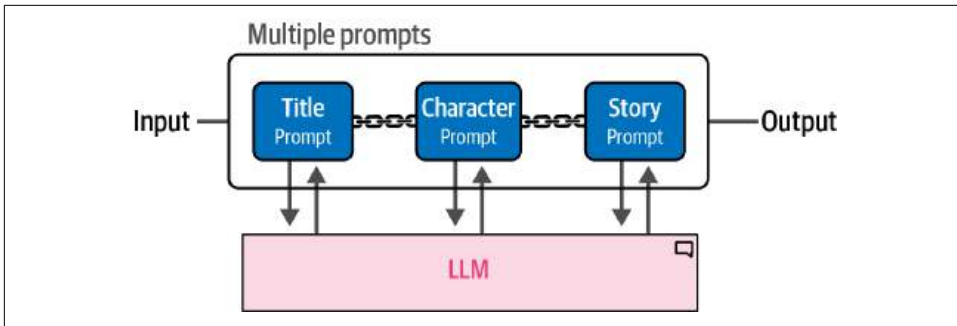 Multiple prompts
Input
Title
Prompt
Character
Prompt
Story
Prompt
Output
LLM